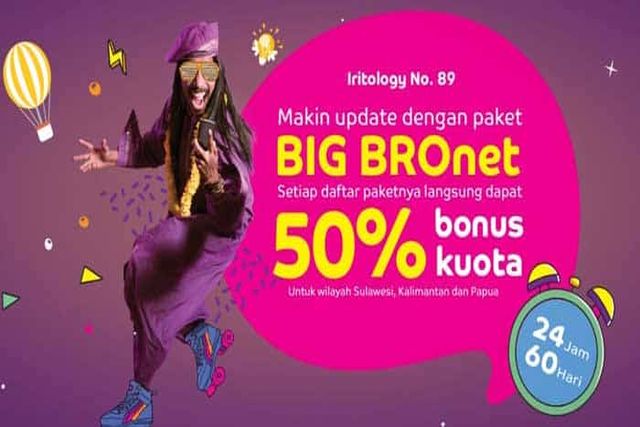 Iritology No. 89
Makin update dengan paket
BIG BROnet
Setiap daftar paketnya langsung dapat
50% bonus
kuota
Untuk wilayah Sulawesi, Kalimantan dan Papua
24 Jam
60 Hari